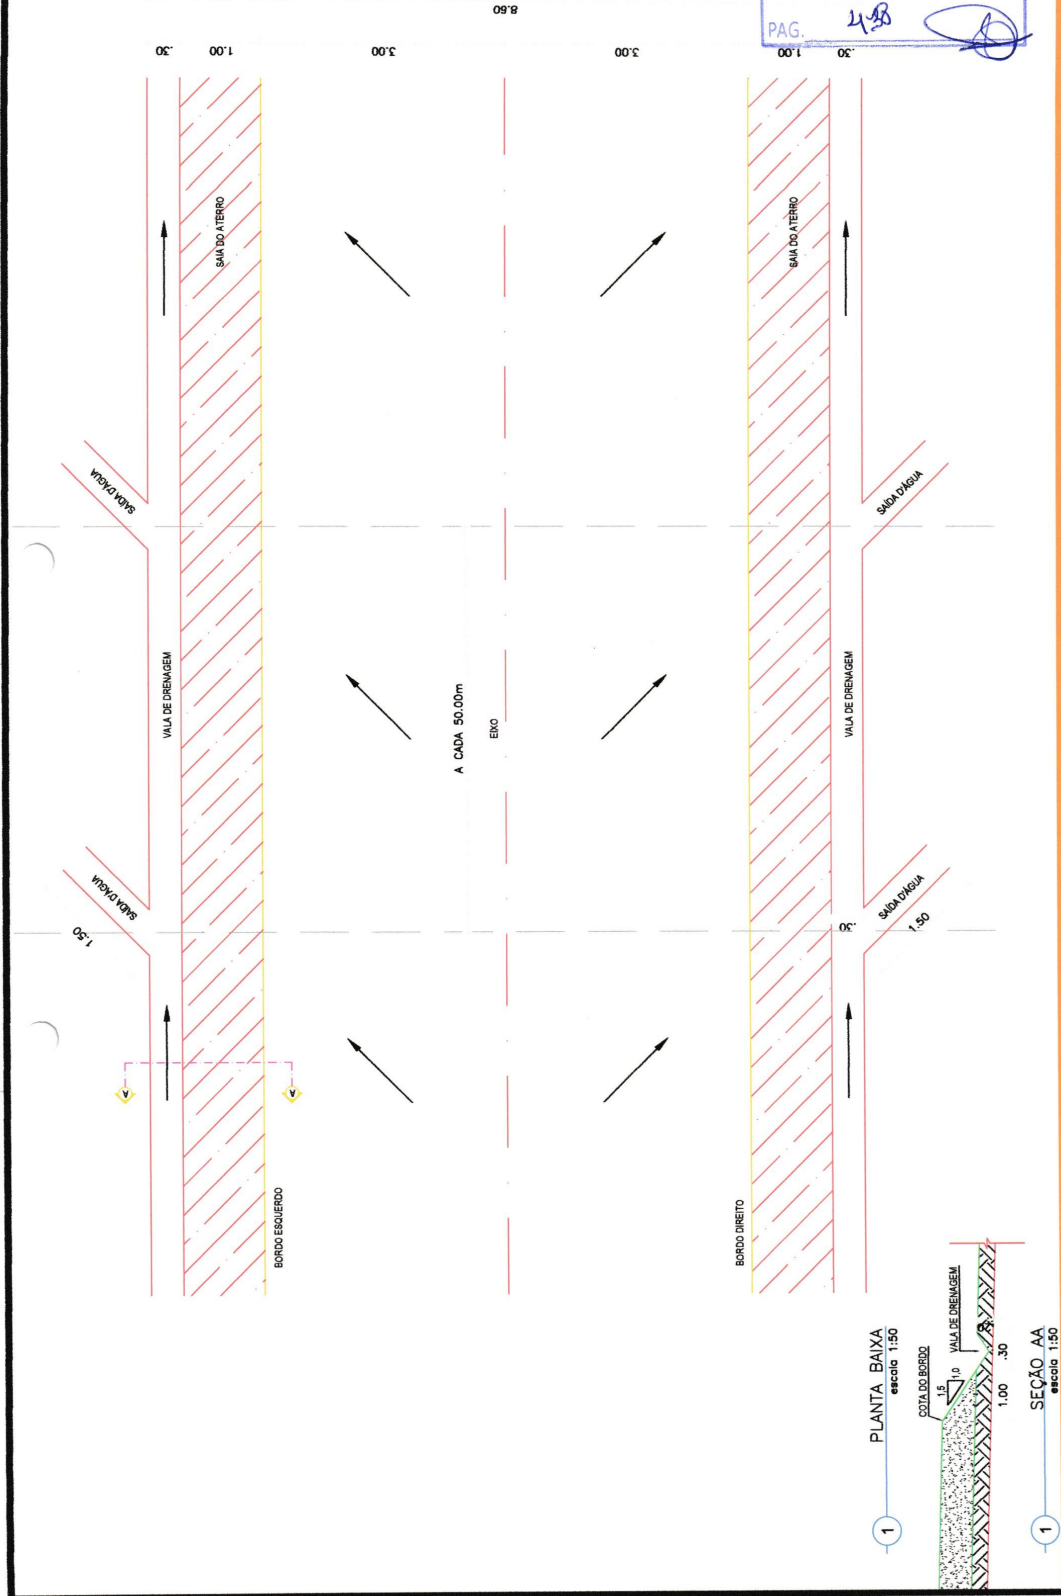 8.60
PAG. 438
.30
1.00
3.00
3.00
1.00
.30
SAIA DO ATERRO
SAIA DO ATERRO
SAÍDA D'ÁGUA
SAÍDA D'ÁGUA
VALA DE DRENAGEM
A CADA 50.00m
EIXO
VALA DE DRENAGEM
SAÍDA D'ÁGUA
1.50
.30
SAÍDA D'ÁGUA
1.50
A
A
BORDO ESQUERDO
BORDO DIREITO
1
PLANTA BAIXA
escala 1:50
COTA DO BORDO
VALA DE DRENAGEM
1,5
1,0
1.00
.30
1
SEÇÃO AA
escala 1:50